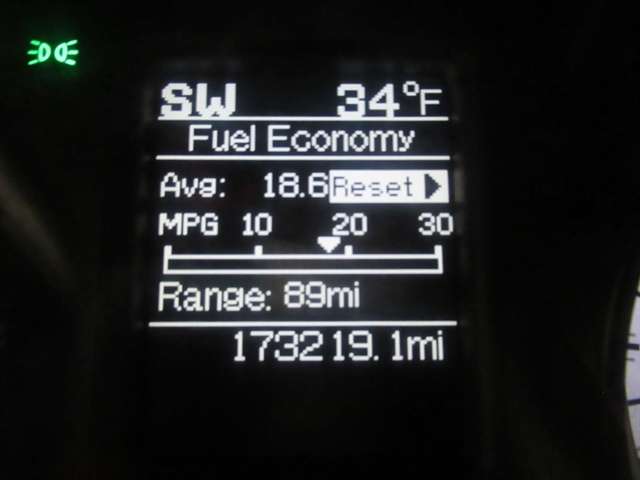 SW 34°F
Fuel Economy
Avg: 18.6 Reset
MPG 10 20 30
Range: 89mi
173219.1mi